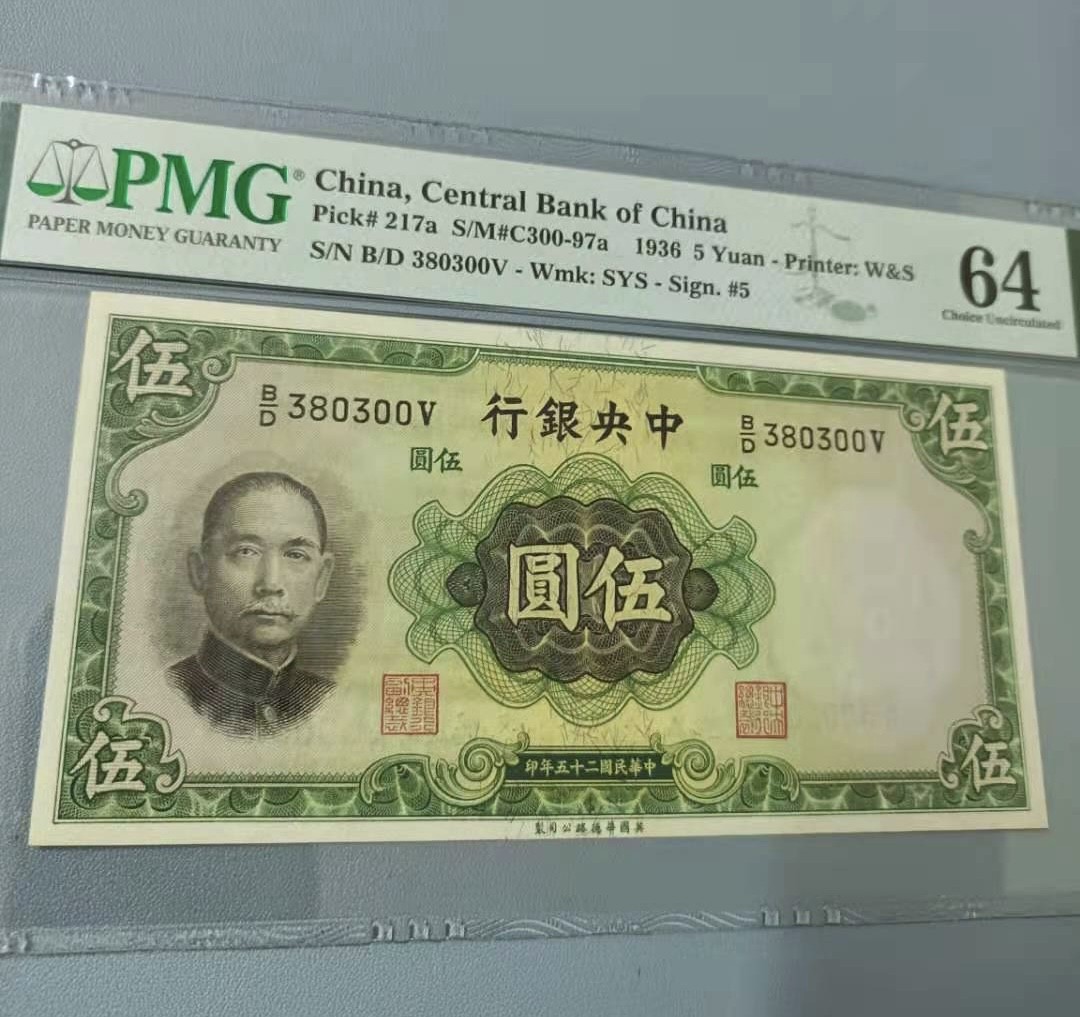 PMG®
PAPER MONEY GUARANTY
China, Central Bank of China
Pick# 217a S/M#C300-97a 1936 5 Yuan - Printer: W&S
S/N B/D 380300V - Wmk: SYS - Sign. #5
64
Choice Uncirculated
伍
伍
B/D 380300V
行銀央中
B/D 380300V
圓伍
圓伍
圓伍
伍
印年五十二國民華中
伍
製司公路德華國英